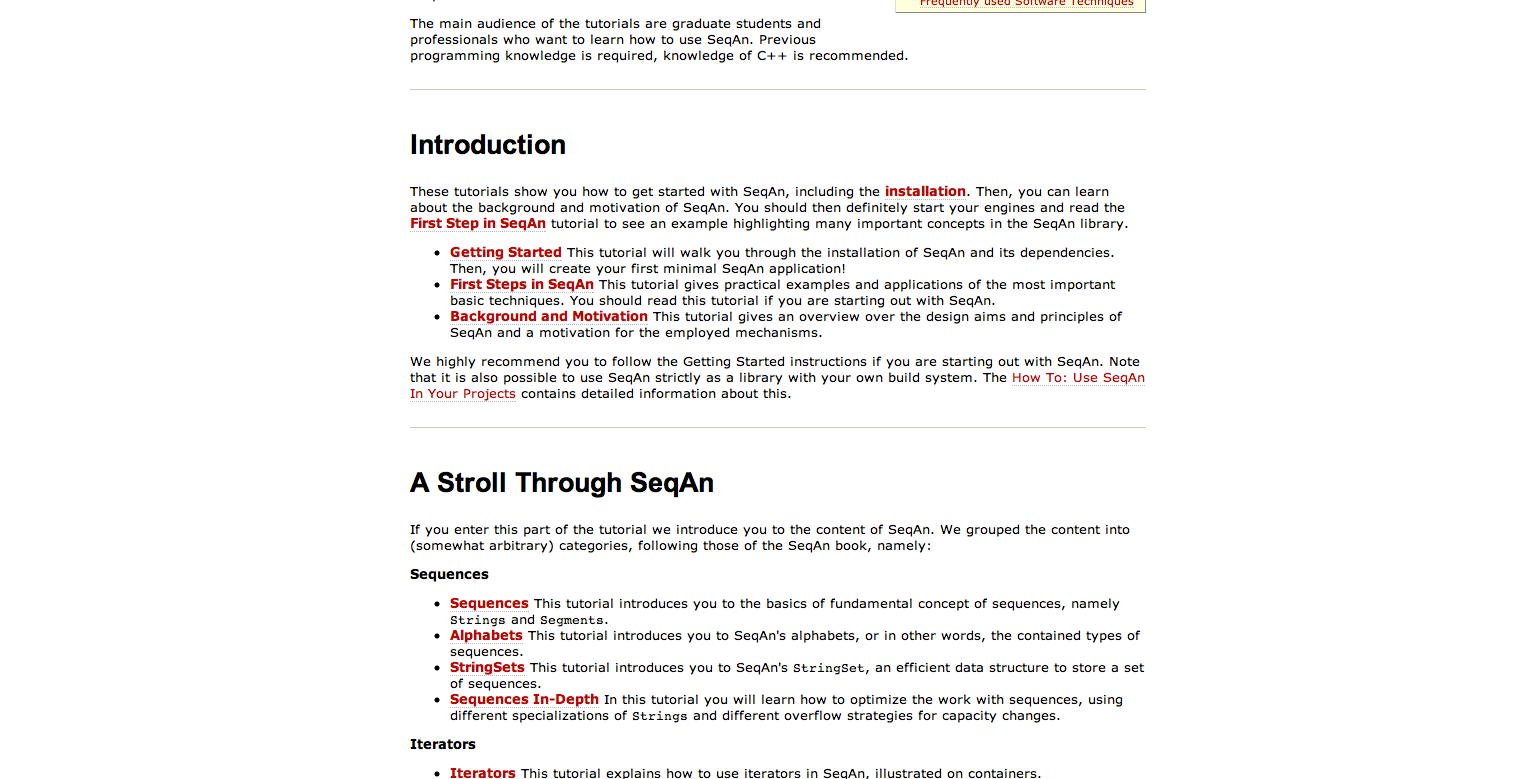 Frequently used Software Techniques
The main audience of the tutorials are graduate students and
professionals who want to learn how to use SeqAn. Previous
programming knowledge is required, knowledge of C++ is recommended.
Introduction
These tutorials show you how to get started with SeqAn, including the installation. Then, you can learn
about the background and motivation of SeqAn. You should then definitely start your engines and read the
First Step in SeqAn tutorial to see an example highlighting many important concepts in the SeqAn library.
• Getting Started This tutorial will walk you through the installation of SeqAn and its dependencies.
Then, you will create your first minimal SeqAn application!
• First Steps in SeqAn This tutorial gives practical examples and applications of the most important
basic techniques. You should read this tutorial if you are starting out with SeqAn.
• Background and Motivation This tutorial gives an overview over the design aims and principles of
SeqAn and a motivation for the employed mechanisms.
We highly recommend you to follow the Getting Started instructions if you are starting out with SeqAn. Note
that it is also possible to use SeqAn strictly as a library with your own build system. The How To: Use SeqAn
In Your Projects contains detailed information about this.
A Stroll Through SeqAn
If you enter this part of the tutorial we introduce you to the content of SeqAn. We grouped the content into
(somewhat arbitrary) categories, following those of the SeqAn book, namely:
Sequences
• Sequences This tutorial introduces you to the basics of fundamental concept of sequences, namely
Strings and Segments.
• Alphabets This tutorial introduces you to SeqAn's alphabets, or in other words, the contained types of
sequences.
• StringSets This tutorial introduces you to SeqAn's StringSet, an efficient data structure to store a set
of sequences.
• Sequences In-Depth In this tutorial you will learn how to optimize the work with sequences, using
different specializations of Strings and different overflow strategies for capacity changes.
Iterators
• Iterators This tutorial explains how to use iterators in SeqAn, illustrated on containers.